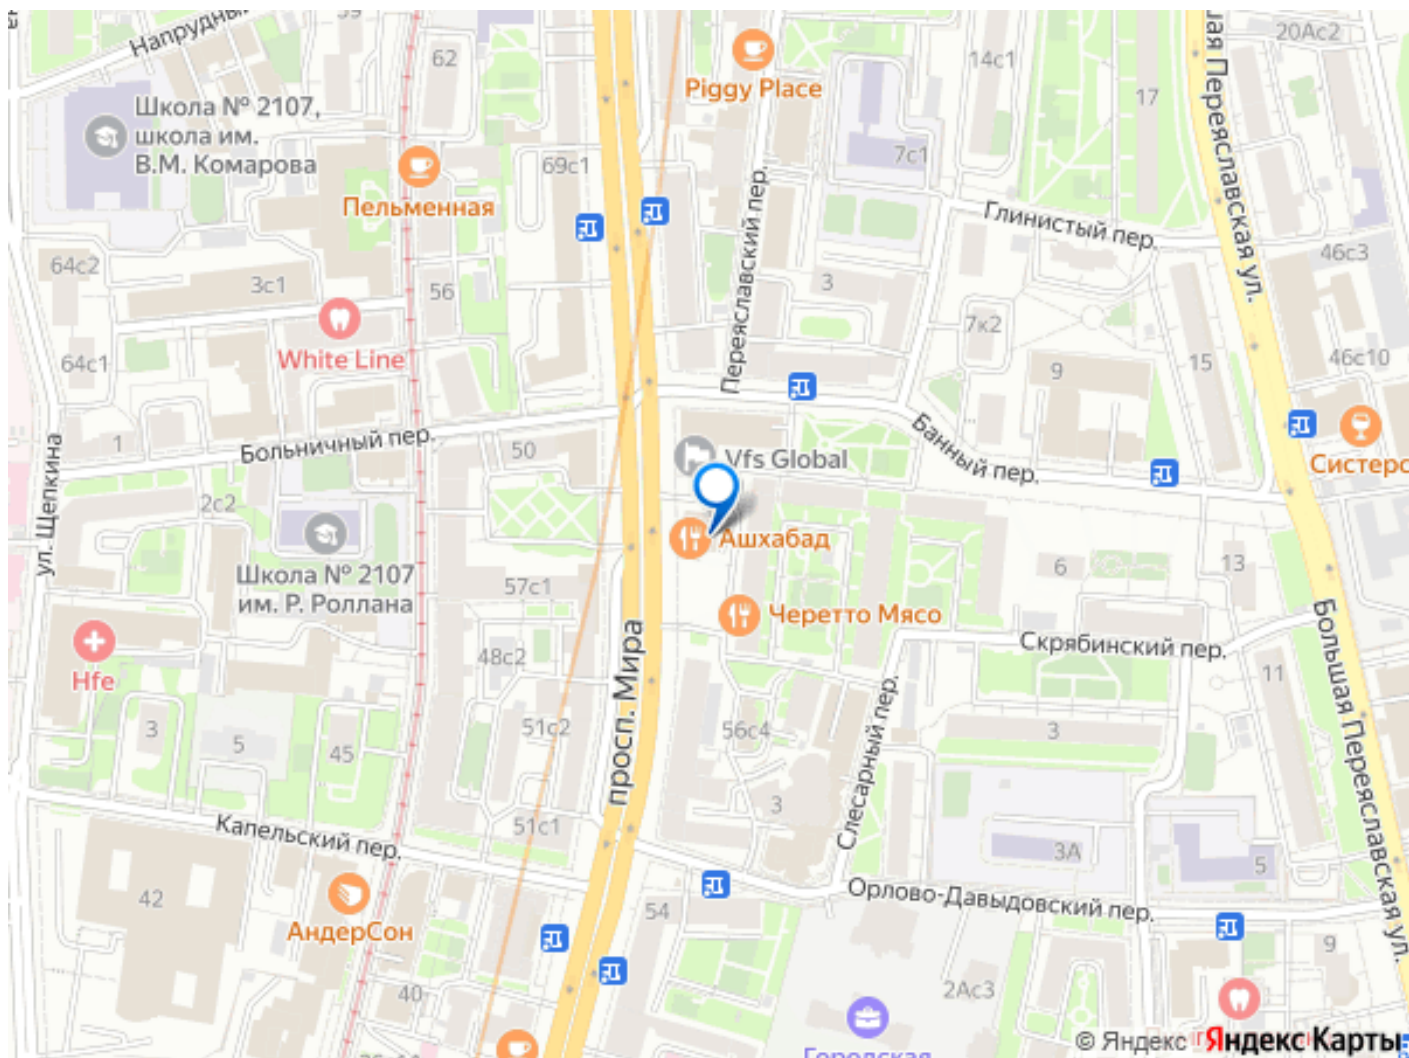 Напрудный
62
Piggy Place
14с1
20Ас2
17
Школа № 2107,
школа им.
В.М. Комарова
69с1
7с1
Пельменная
Переяславский пер.
Глинистый пер.
Переяславская ул.
64с2
3с1
56
3
46с3
White Line
64с1
7к2
15
46с10
9
1
Больничный пер.
50
Vfs Global
Банный пер.
ул. Щепкина
2с2
Ашхабад
Школа № 2107
им. Р. Роллана
57с1
6
13
Черетто Мясо
Скрябинский пер.
Hfe
48с2
11
просп. Мира
Слесарный пер.
Большая Переяславская ул.
3
5
45
51с2
56с4
3
3
Капельский пер.
51с1
3А
5
42
54
Орлово-Давыдовский пер.
АндерСон
9
40
2Ас3
Городская
© Яндекс Яндекс Карты